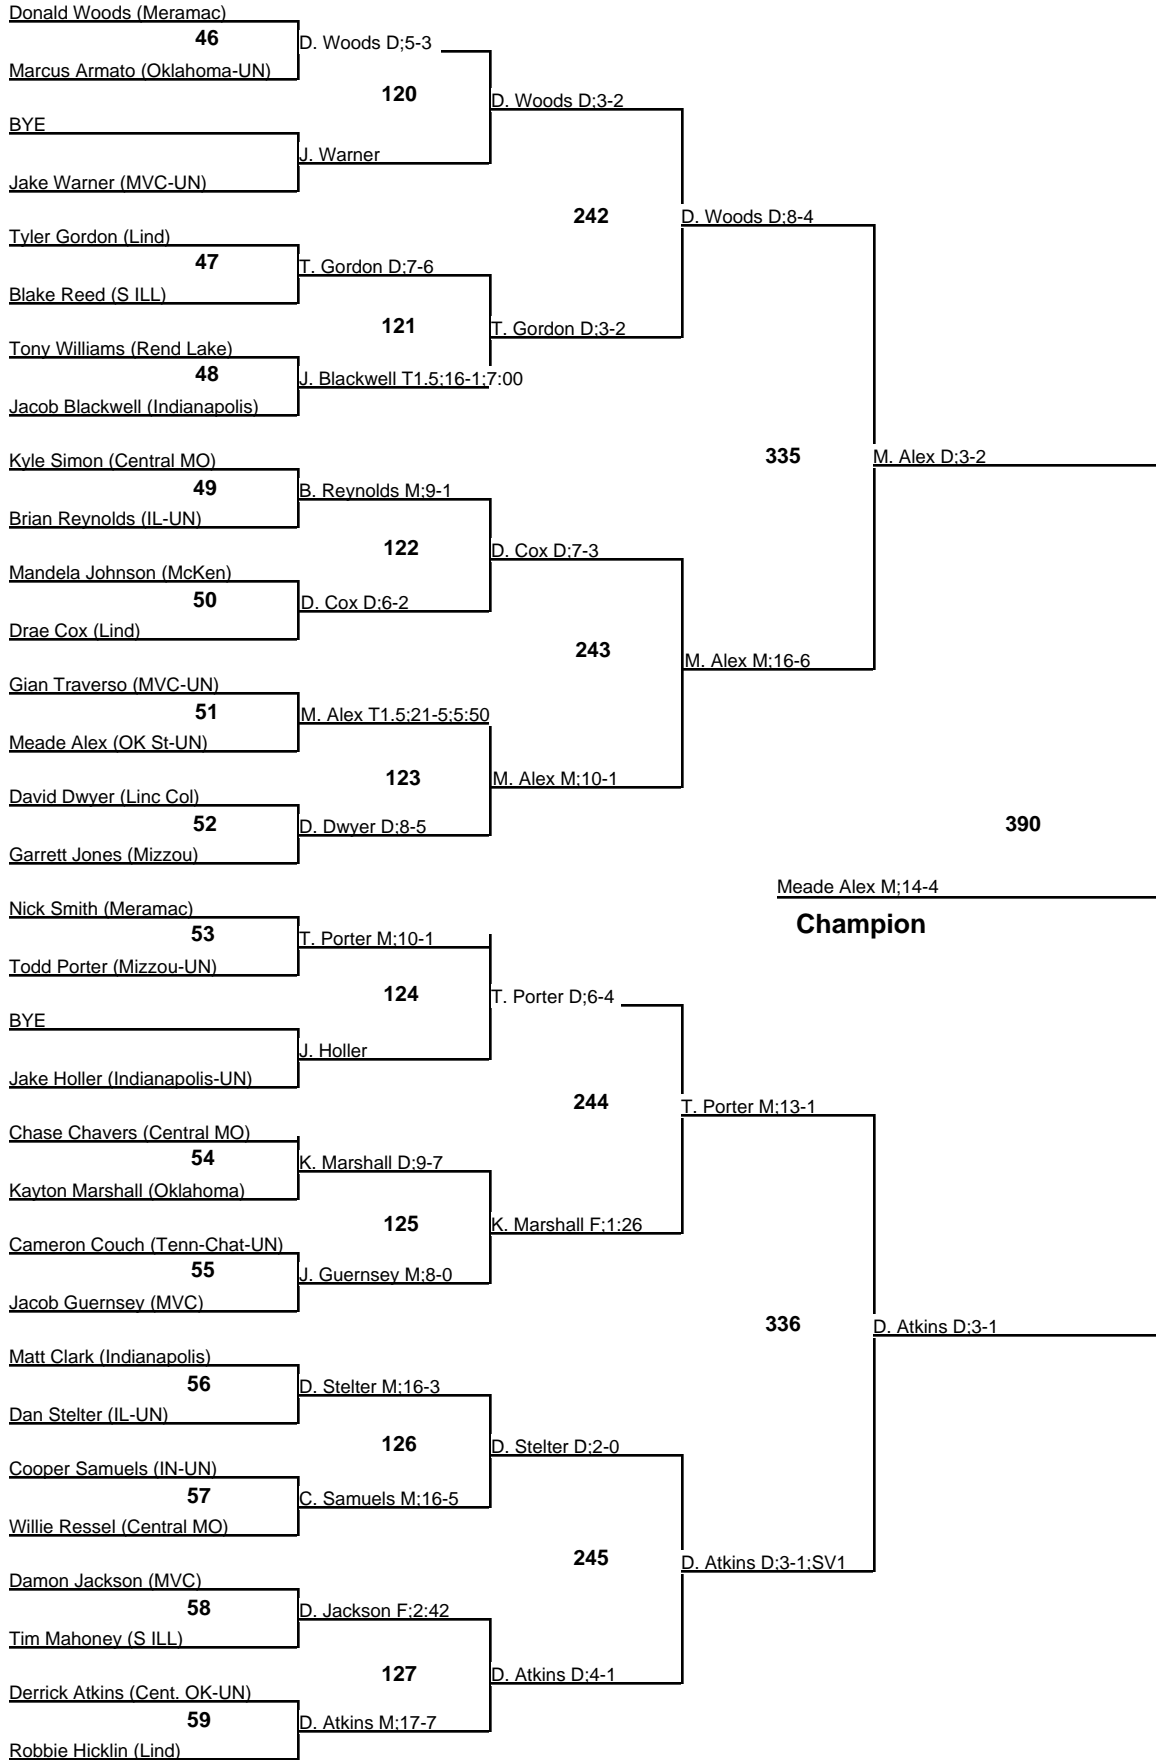 Donald Woods (Meramac)
46
D. Woods D;5-3
Marcus Armato (Oklahoma-UN)
120
D. Woods D;3-2
BYE
J. Warner
Jake Warner (MVC-UN)
242
D. Woods D;8-4
Tyler Gordon (Lind)
47
T. Gordon D;7-6
Blake Reed (S ILL)
121
T. Gordon D;3-2
Tony Williams (Rend Lake)
48
J. Blackwell T1.5;16-1;7:00
Jacob Blackwell (Indianapolis)
335
M. Alex D;3-2
Kyle Simon (Central MO)
49
B. Reynolds M;9-1
Brian Reynolds (IL-UN)
122
D. Cox D;7-3
Mandela Johnson (McKen)
50
D. Cox D;6-2
Drae Cox (Lind)
243
M. Alex M;16-6
Gian Traverso (MVC-UN)
51
M. Alex T1.5;21-5;5:50
Meade Alex (OK St-UN)
123
M. Alex M;10-1
David Dwyer (Linc Col)
52
D. Dwyer D;8-5
Garrett Jones (Mizzou)
390
Meade Alex M;14-4
Champion
Nick Smith (Meramac)
53
T. Porter M;10-1
Todd Porter (Mizzou-UN)
124
T. Porter D;6-4
BYE
J. Holler
Jake Holler (Indianapolis-UN)
244
T. Porter M;13-1
Chase Chavers (Central MO)
54
K. Marshall D;9-7
Kayton Marshall (Oklahoma)
125
K. Marshall F;1:26
Cameron Couch (Tenn-Chat-UN)
55
J. Guernsey M;8-0
Jacob Guernsey (MVC)
336
D. Atkins D;3-1
Matt Clark (Indianapolis)
56
D. Stelter M;16-3
Dan Stelter (IL-UN)
126
D. Stelter D;2-0
Cooper Samuels (IN-UN)
57
C. Samuels M;16-5
Willie Ressel (Central MO)
245
D. Atkins D;3-1;SV1
Damon Jackson (MVC)
58
D. Jackson F;2:42
Tim Mahoney (S ILL)
127
D. Atkins D;4-1
Derrick Atkins (Cent. OK-UN)
59
D. Atkins M;17-7
Robbie Hicklin (Lind)